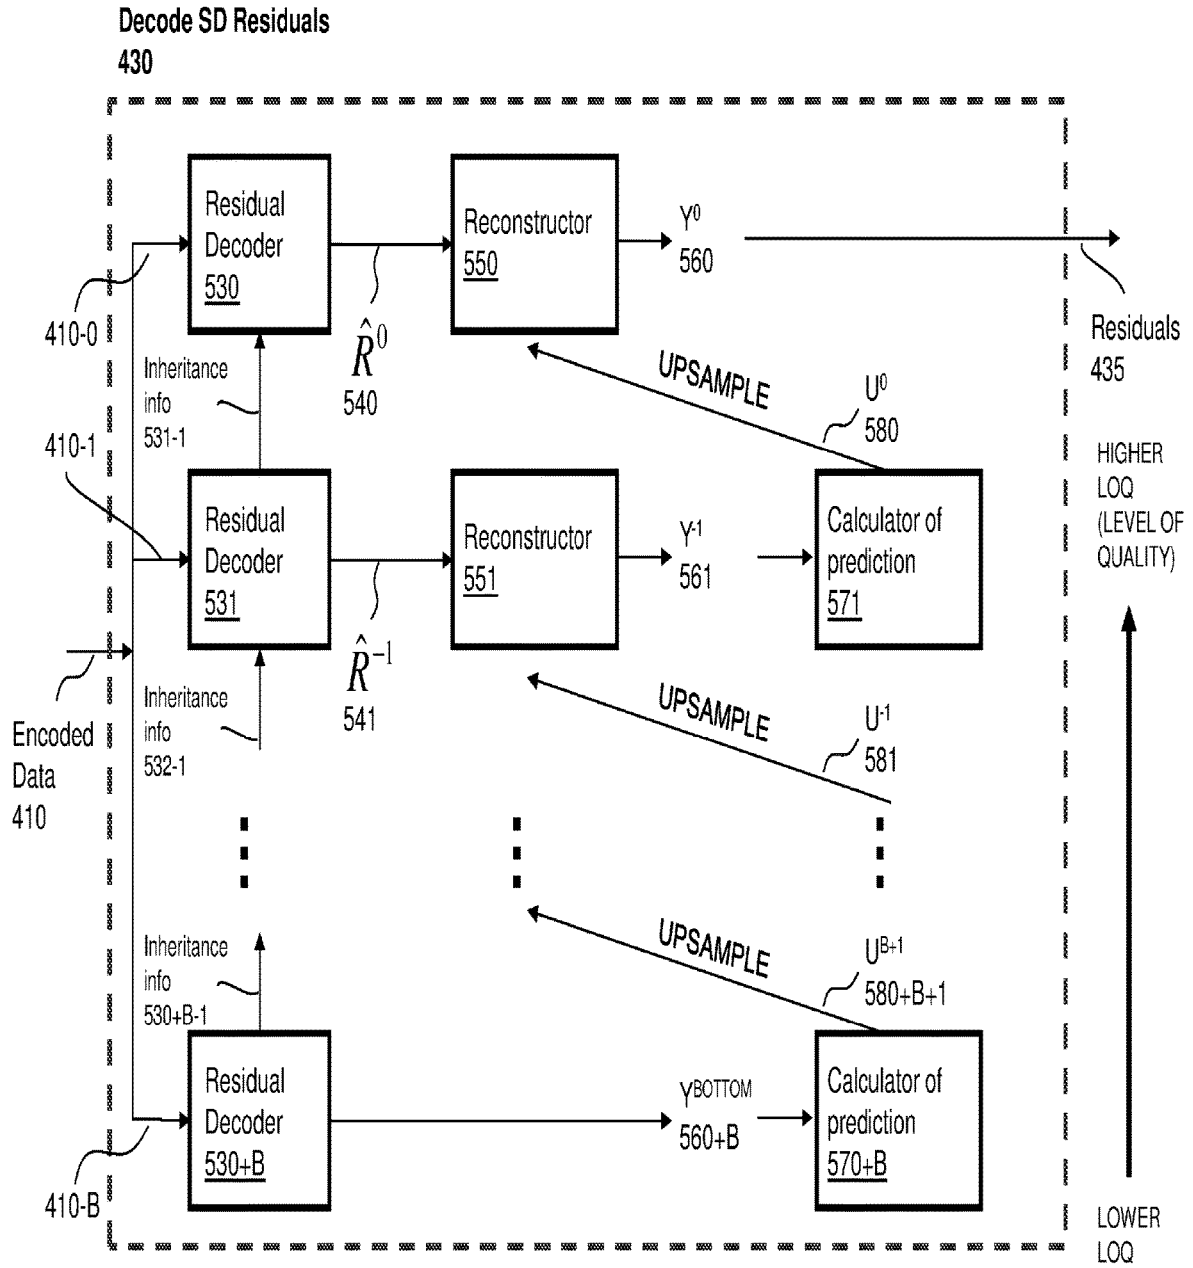 Decode SD Residuals
430
Residual
Decoder
530
Reconstructor
550
Y⁰
560
410-0
R̂⁰
540
Residuals
435
Inheritance
info
531-1
UPSAMPLE
U⁰
580
410-1
HIGHER
LOQ
(LEVEL OF
QUALITY)
Residual
Decoder
531
Reconstructor
551
Y⁻¹
561
Calculator of
prediction
571
R̂⁻¹
541
Encoded
Data
410
Inheritance
info
532-1
UPSAMPLE
U⁻¹
581
Inheritance
info
530+B-1
UPSAMPLE
Uᴮ⁺¹
580+B+1
Residual
Decoder
530+B
Y^BOTTOM
560+B
Calculator of
prediction
570+B
410-B
LOWER
LOQ